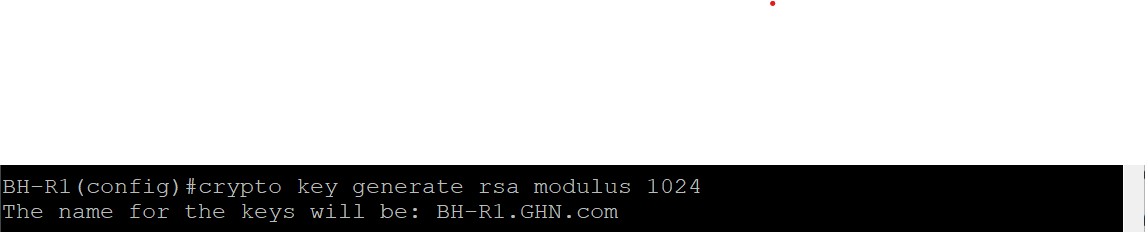 BH-R1(config)#crypto key generate rsa modulus 1024
The name for the keys will be: BH-R1.GHN.com